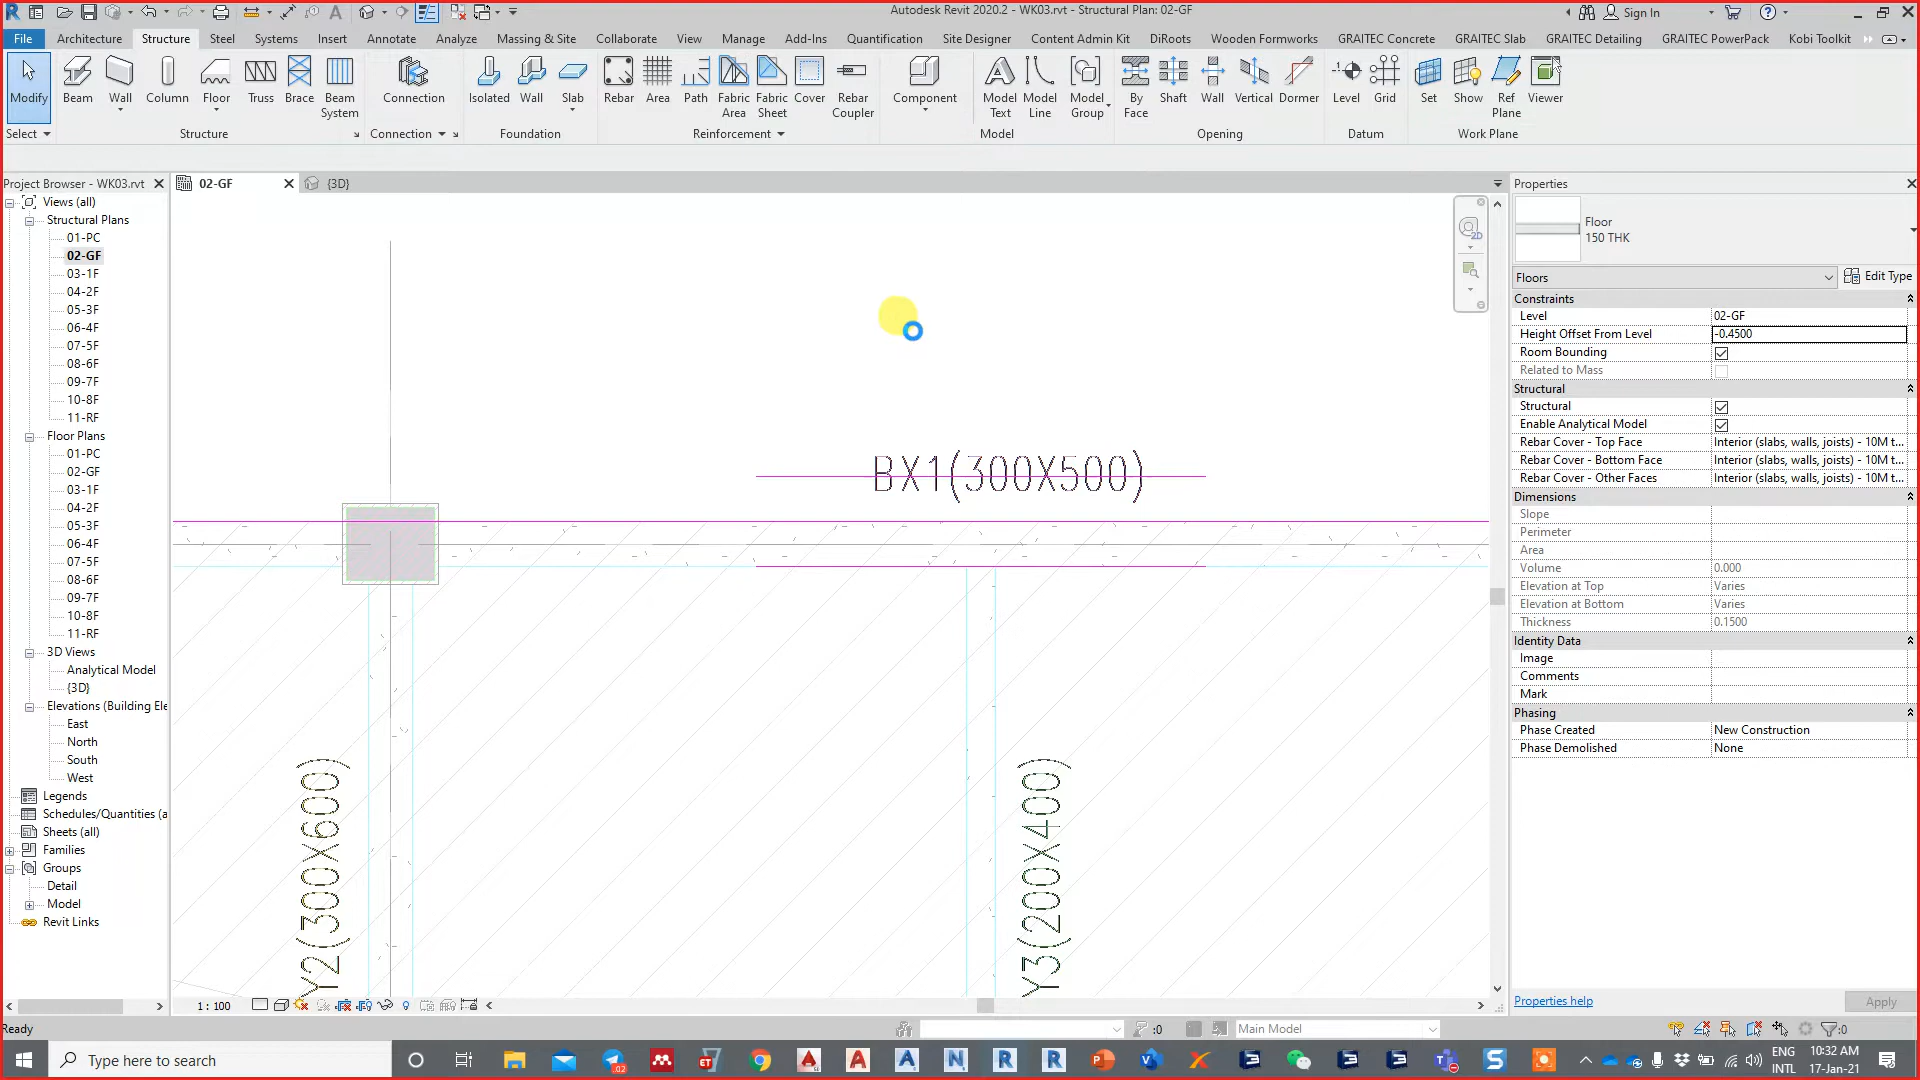 Autodesk Revit 2020.2 - WK03.rvt - Structural Plan: 02-GF
Sign In
File Architecture Structure Steel Systems Insert Annotate Analyze Massing & Site Collaborate View Manage Add-Ins Quantification Site Designer Content Admin Kit DiRoots Wooden Formworks GRAITEC Concrete GRAITEC Slab GRAITEC Detailing GRAITEC PowerPack Kobi Toolkit
Modify Beam Wall Column Floor Truss Brace Beam System Connection Isolated Wall Slab Rebar Area Path Fabric Area Fabric Sheet Cover Rebar Coupler Component Model Text Model Line Model Group By Face Shaft Wall Vertical Dormer Level Grid Set Show Ref Plane Viewer
Select Structure Connection Foundation Reinforcement Model Opening Datum Work Plane
Project Browser - WK03.rvt
02-GF
{3D}
Views (all)
Structural Plans
01-PC
02-GF
03-1F
04-2F
05-3F
06-4F
07-5F
08-6F
09-7F
10-8F
11-RF
Floor Plans
01-PC
02-GF
03-1F
04-2F
05-3F
06-4F
07-5F
08-6F
09-7F
10-8F
11-RF
3D Views
Analytical Model
{3D}
Elevations (Building Ele
East
North
South
West
Legends
Schedules/Quantities (a
Sheets (all)
Families
Groups
Detail
Model
Revit Links
2D
BX1(300X500)
Y2(300X600)
Y3(200X400)
1 : 100
Properties
Floor
150 THK
Floors
Edit Type
Constraints
Level 02-GF
Height Offset From Level -0.4500
Room Bounding
Related to Mass
Structural
Structural
Enable Analytical Model
Rebar Cover - Top Face Interior (slabs, walls, joists) - 10M t...
Rebar Cover - Bottom Face Interior (slabs, walls, joists) - 10M t...
Rebar Cover - Other Faces Interior (slabs, walls, joists) - 10M t...
Dimensions
Slope
Perimeter
Area
Volume 0.000
Elevation at Top Varies
Elevation at Bottom Varies
Thickness 0.1500
Identity Data
Image
Comments
Mark
Phasing
Phase Created New Construction
Phase Demolished None
Properties help
Apply
Ready
:0
Main Model
:0
Type here to search
ENG
INTL
10:32 AM
17-Jan-21